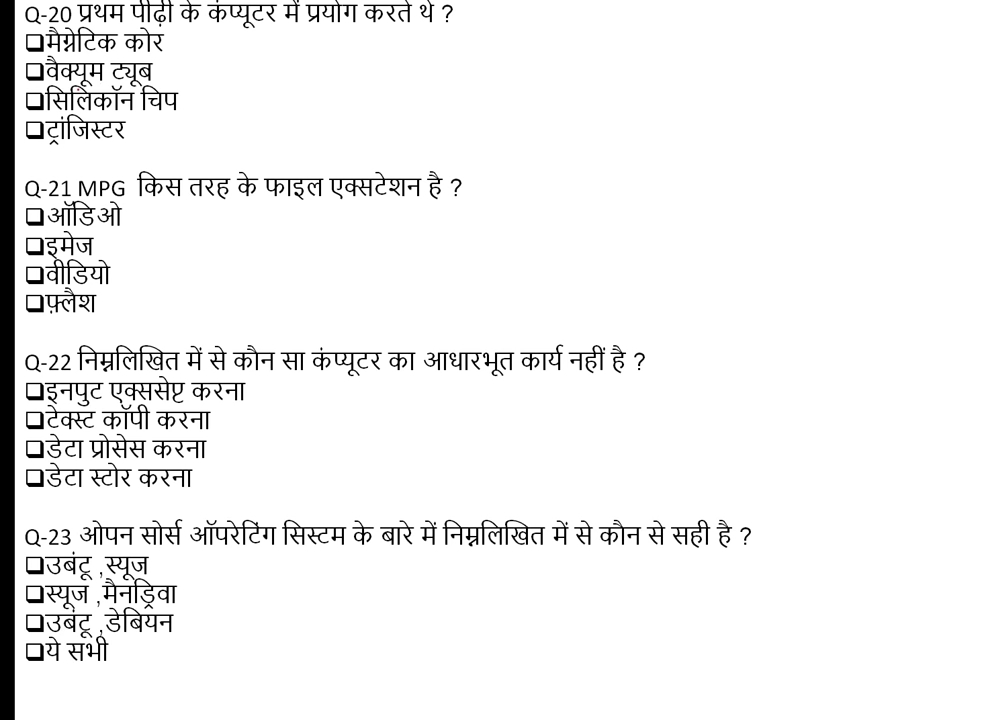 Q-20 प्रथम पीढ़ी के कंप्यूटर में प्रयोग करते थे ?
❑मैग्नेटिक कोर
❑वैक्यूम ट्यूब
❑सिलिकॉन चिप
❑ट्रांजिस्टर
Q-21 MPG किस तरह के फाइल एक्सटेशन है ?
❑ऑडिओ
❑इमेज
❑वीडियो
❑फ़्लैश
Q-22 निम्नलिखित में से कौन सा कंप्यूटर का आधारभूत कार्य नहीं है ?
❑इनपुट एक्ससेप्ट करना
❑टेक्स्ट कॉपी करना
❑डेटा प्रोसेस करना
❑डेटा स्टोर करना
Q-23 ओपन सोर्स ऑपरेटिंग सिस्टम के बारे में निम्नलिखित में से कौन से सही है ?
❑उबंटू ,स्यूज
❑स्यूज ,मैनड्रिवा
❑उबंटू ,डेबियन
❑ये सभी